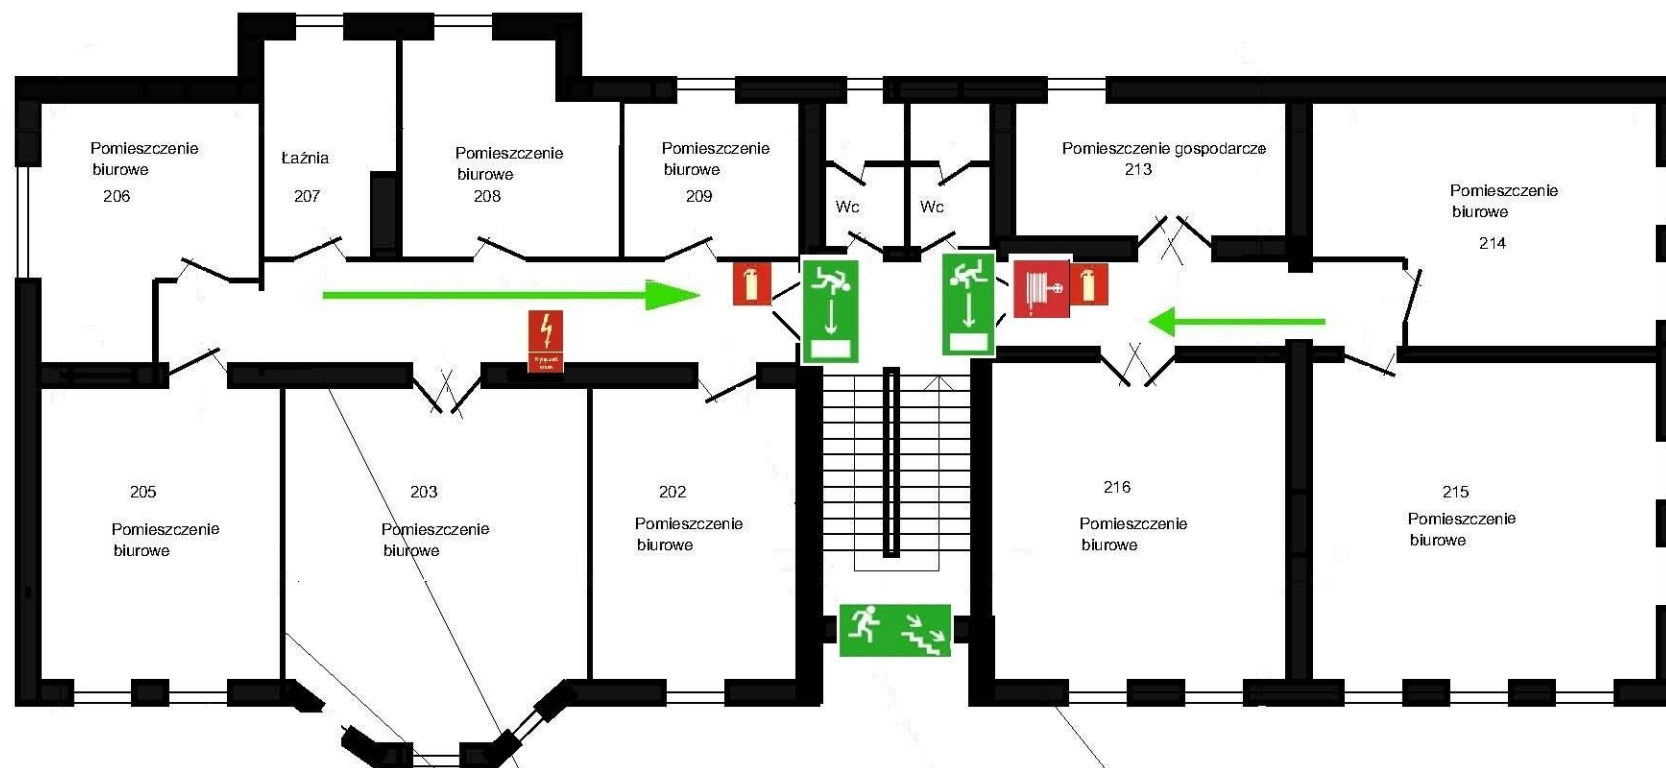 Pomieszczenie
biurowe
206
Łaźnia
207
Pomieszczenie
biurowe
208
Pomieszczenie
biurowe
209
Wc
Wc
Pomieszczenie gospodarcze
213
Pomieszczenie
biurowe
214
205
Pomieszczenie
biurowe
203
Pomieszczenie
biurowe
202
Pomieszczenie
biurowe
216
Pomieszczenie
biurowe
215
Pomieszczenie
biurowe